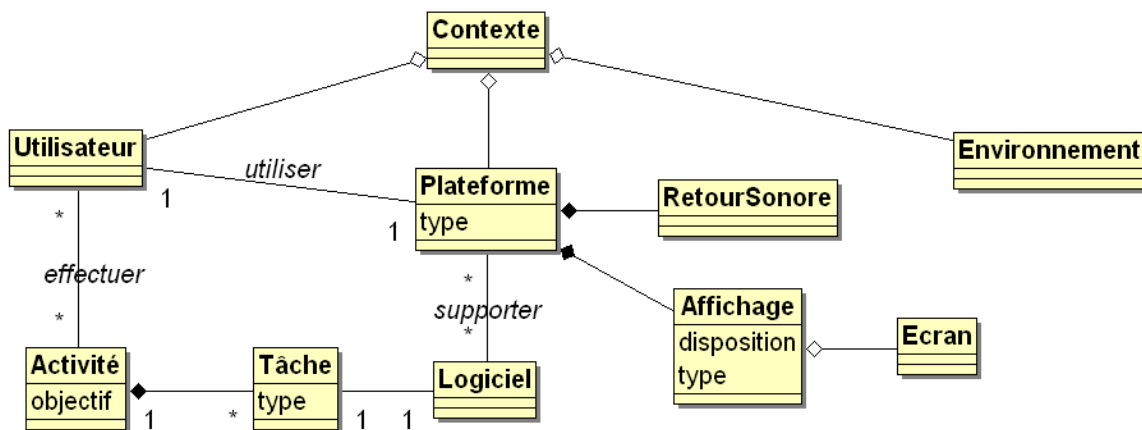 Contexte
Utilisateur
Environnement
utiliser
Plateforme
type
RetourSonore
1
1
*
effectuer
*
*
supporter
*
Affichage
disposition
type
Ecran
Activité
objectif
Tâche
type
Logiciel
1
*
1
1